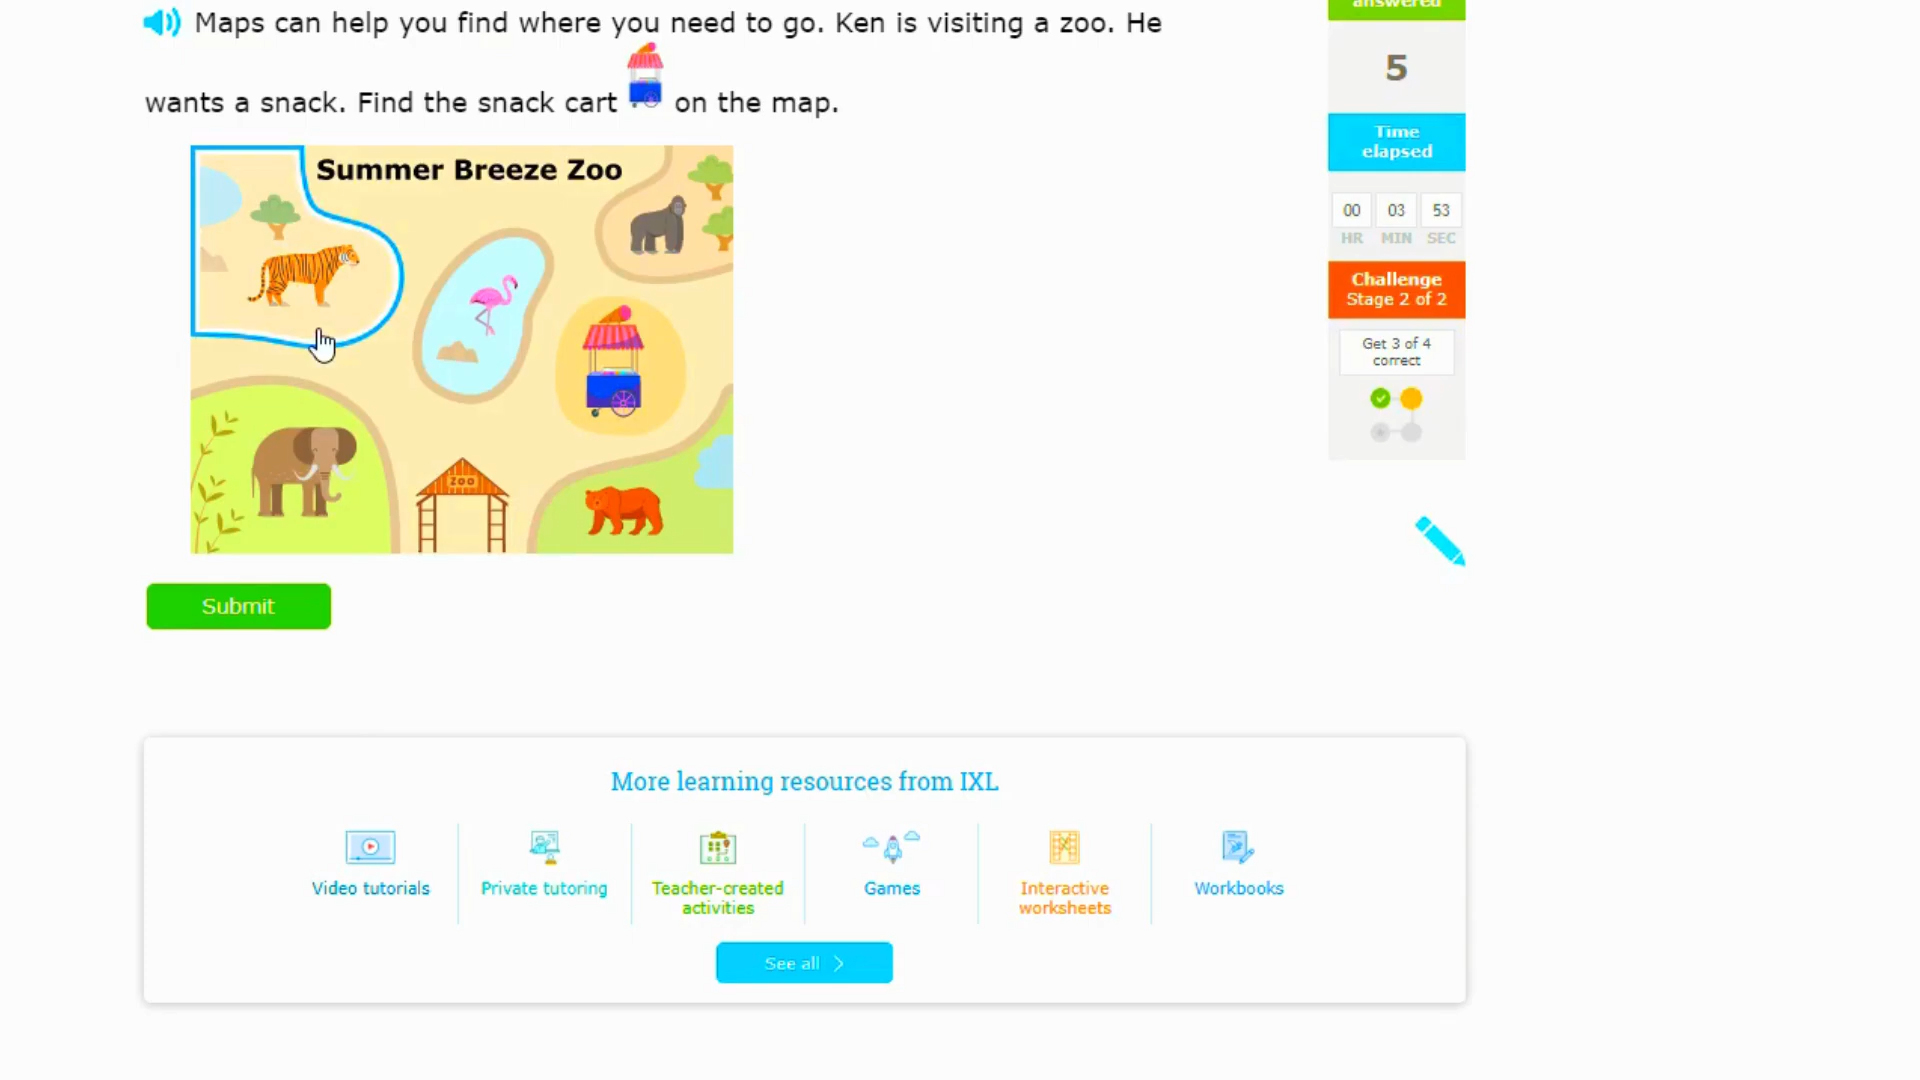 Maps can help you find where you need to go. Ken is visiting a zoo. He
wants a snack. Find the snack cart on the map.
Summer Breeze Zoo
ZOO
Submit
answered
5
Time
elapsed
00 03 53
HR MIN SEC
Challenge
Stage 2 of 2
Get 3 of 4
correct
More learning resources from IXL
Video tutorials
Private tutoring
Teacher-created
activities
Games
Interactive
worksheets
Workbooks
See all